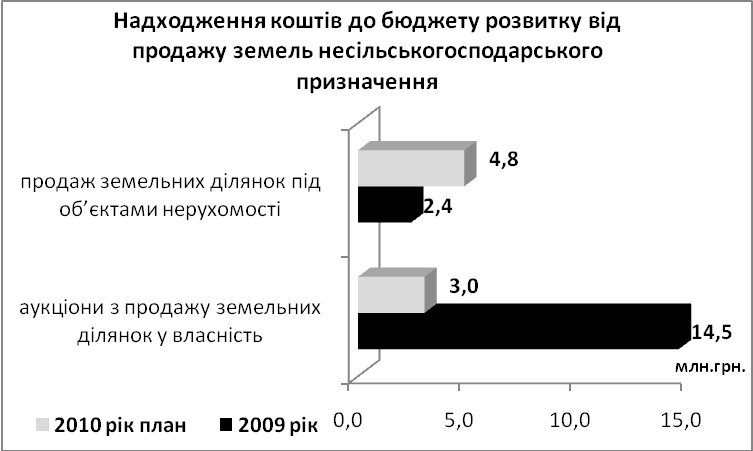 Надходження коштів до бюджету розвитку від
продажу земель несільськогосподарського
призначення
продаж земельних ділянок під
об’єктами нерухомості
4,8
2,4
аукціони з продажу земельних
ділянок у власність
3,0
14,5
млн.грн.
0,0 5,0 10,0 15,0
2010 рік план 2009 рік